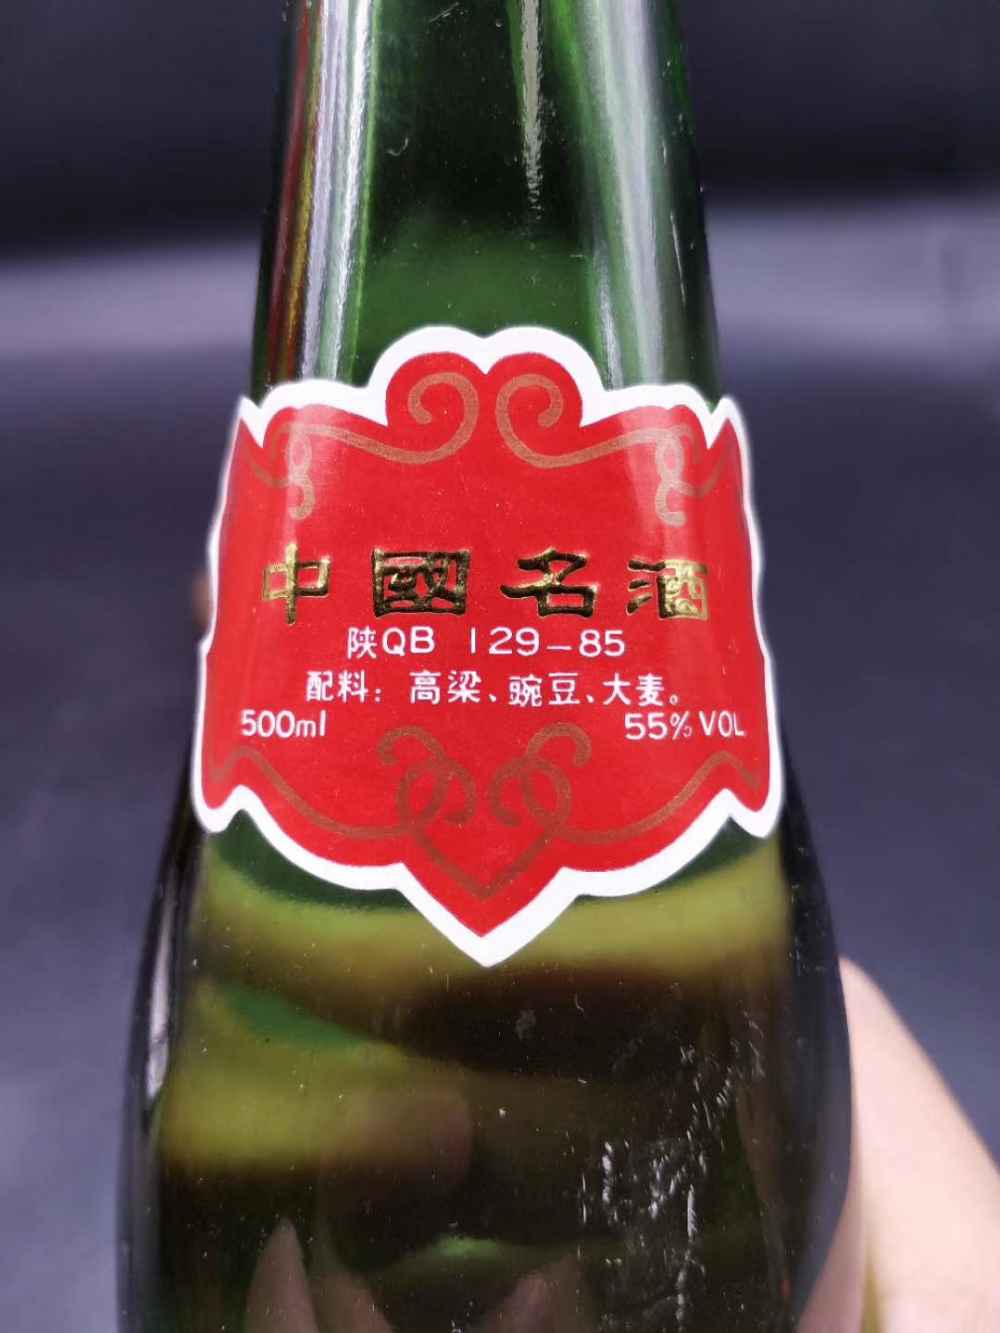 中國名酒
陕QB 129-85
配料：高梁、豌豆、大麦。
500ml 55%VOL